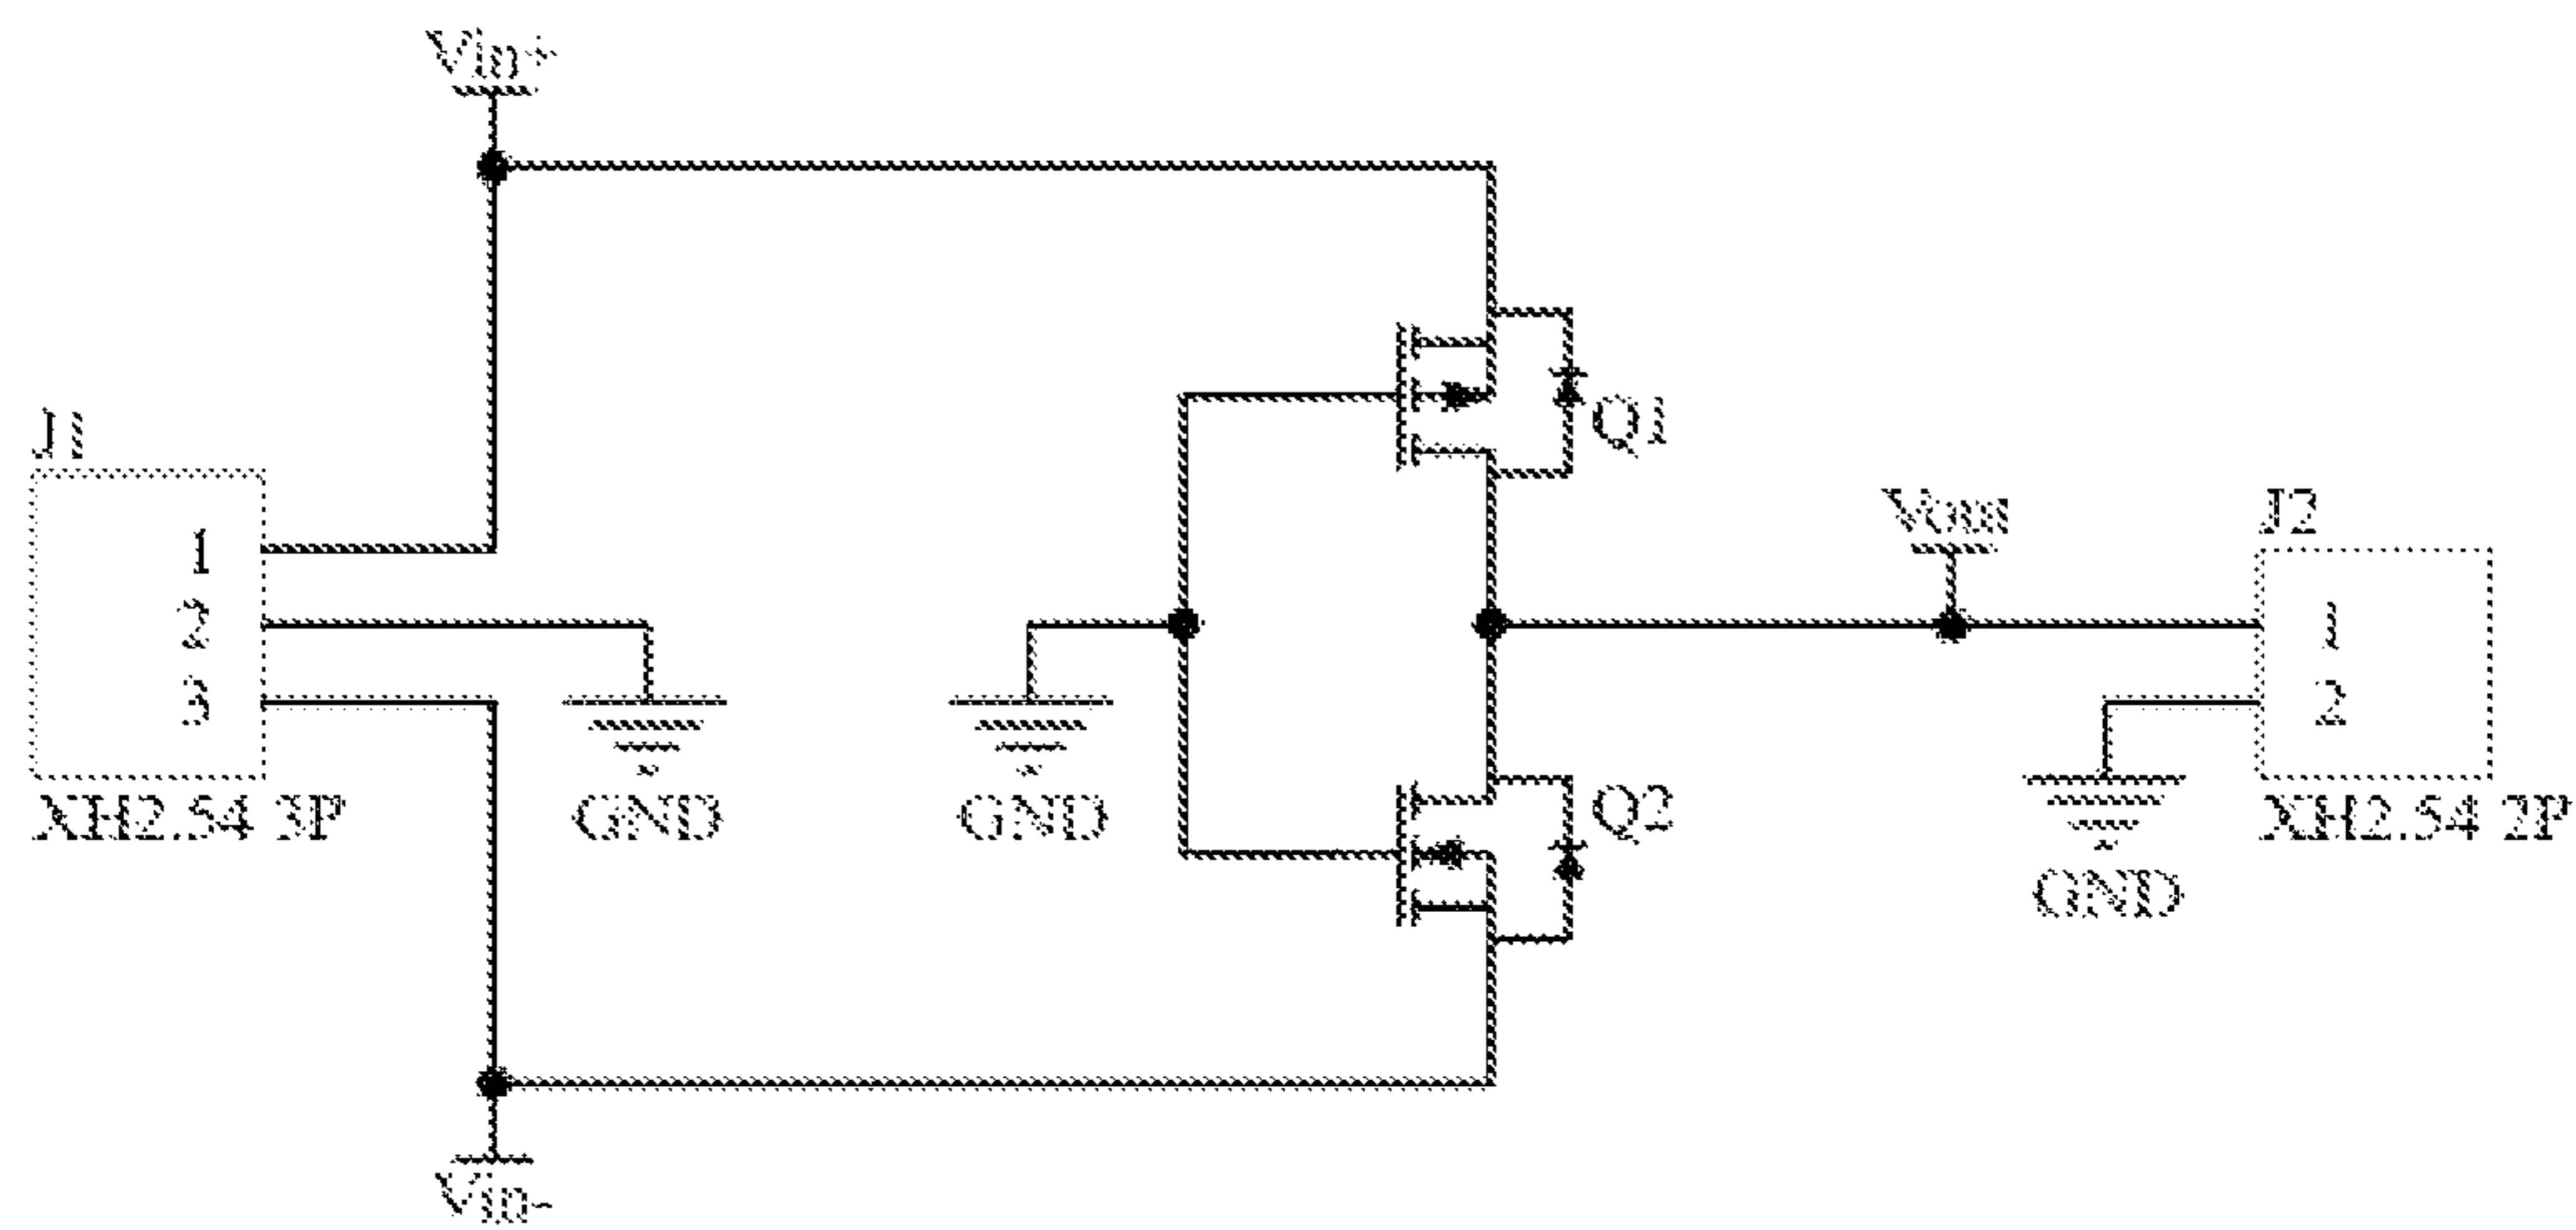 Vin+
J1
1
2
3
XH2.54 3P
GND
GND
Q1
Q2
Vout
J2
1
2
XH2.54 2P
GND
Vin-